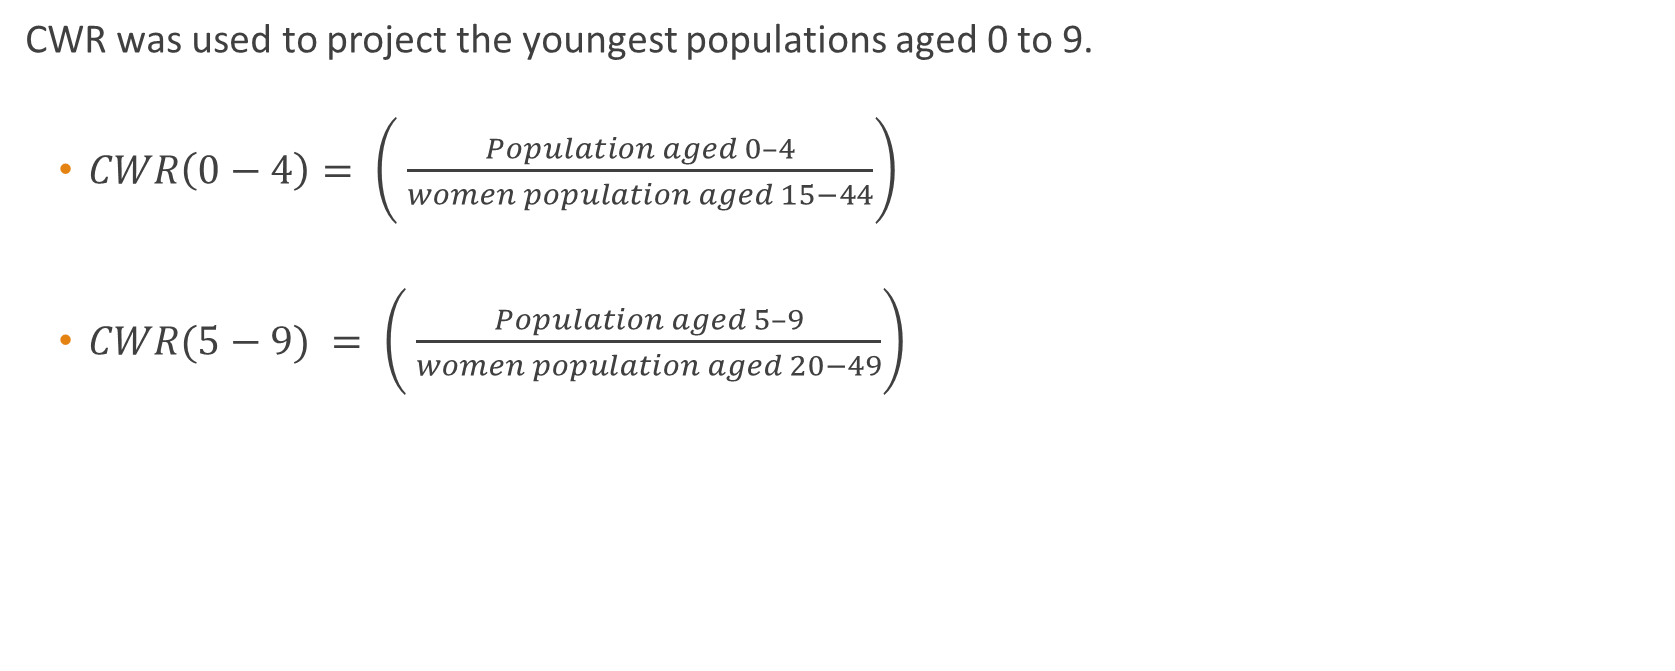 CWR was used to project the youngest populations aged 0 to 9.
• CWR(0 − 4) = (Population aged 0–4 / women population aged 15−44)
• CWR(5 − 9) = (Population aged 5–9 / women population aged 20−49)